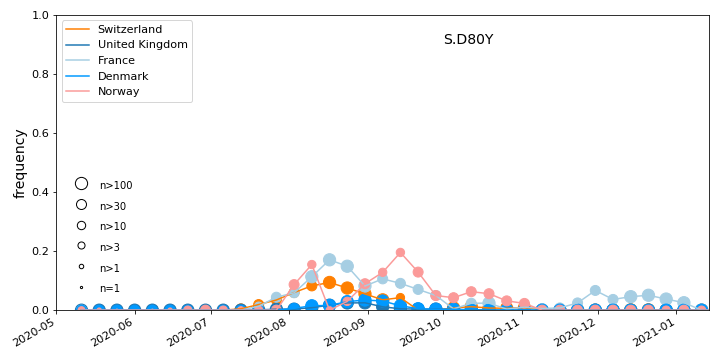 1.0
0.8
0.6
0.4
0.2
0.0
frequency
Switzerland
United Kingdom
France
Denmark
Norway
S.D80Y
n>100
n>30
n>10
n>3
n>1
n=1
2020-05
2020-06
2020-07
2020-08
2020-09
2020-10
2020-11
2020-12
2021-01